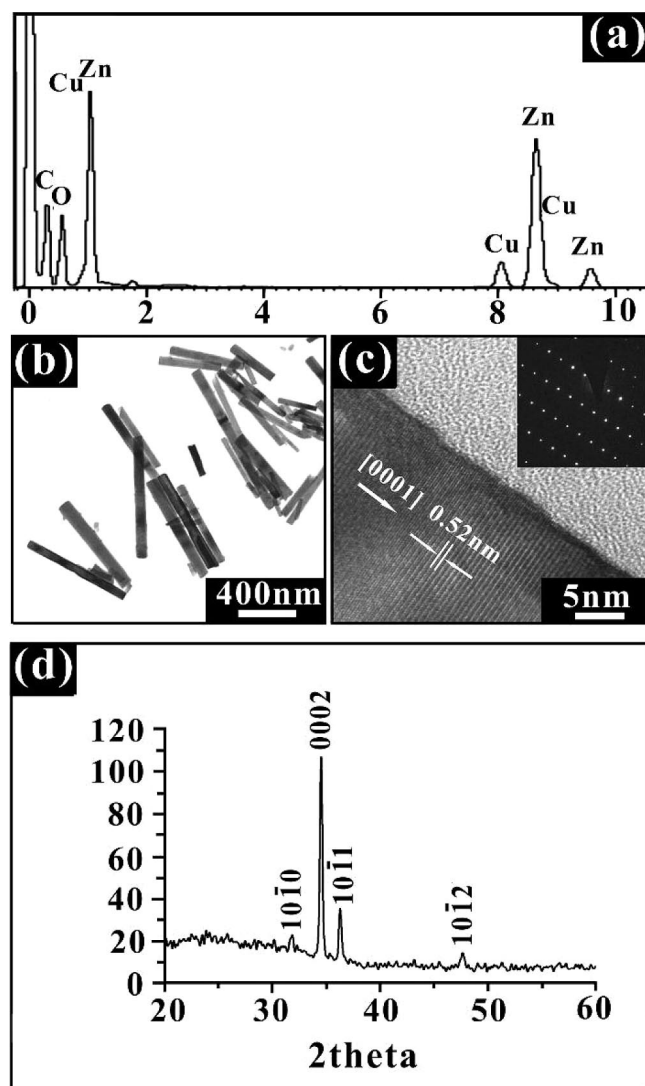 (a)
Cu Zn
C
O
Zn
Cu
Cu
Zn
0 2 4 6 8 10
(b)
400nm
(c)
[0001] 0.52nm
5nm
(d)
120
100
80
60
40
20
0
101̄0
0002
101̄1
101̄2
20 30 40 50 60
2theta